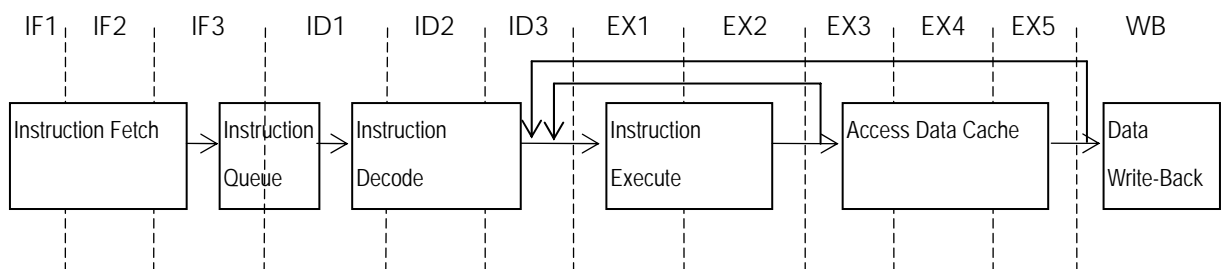 IF1 IF2 IF3 ID1 ID2 ID3 EX1 EX2 EX3 EX4 EX5 WB
Instruction Fetch
Instruction
Queue
Instruction
Decode
Instruction
Execute
Access Data Cache
Data
Write-Back